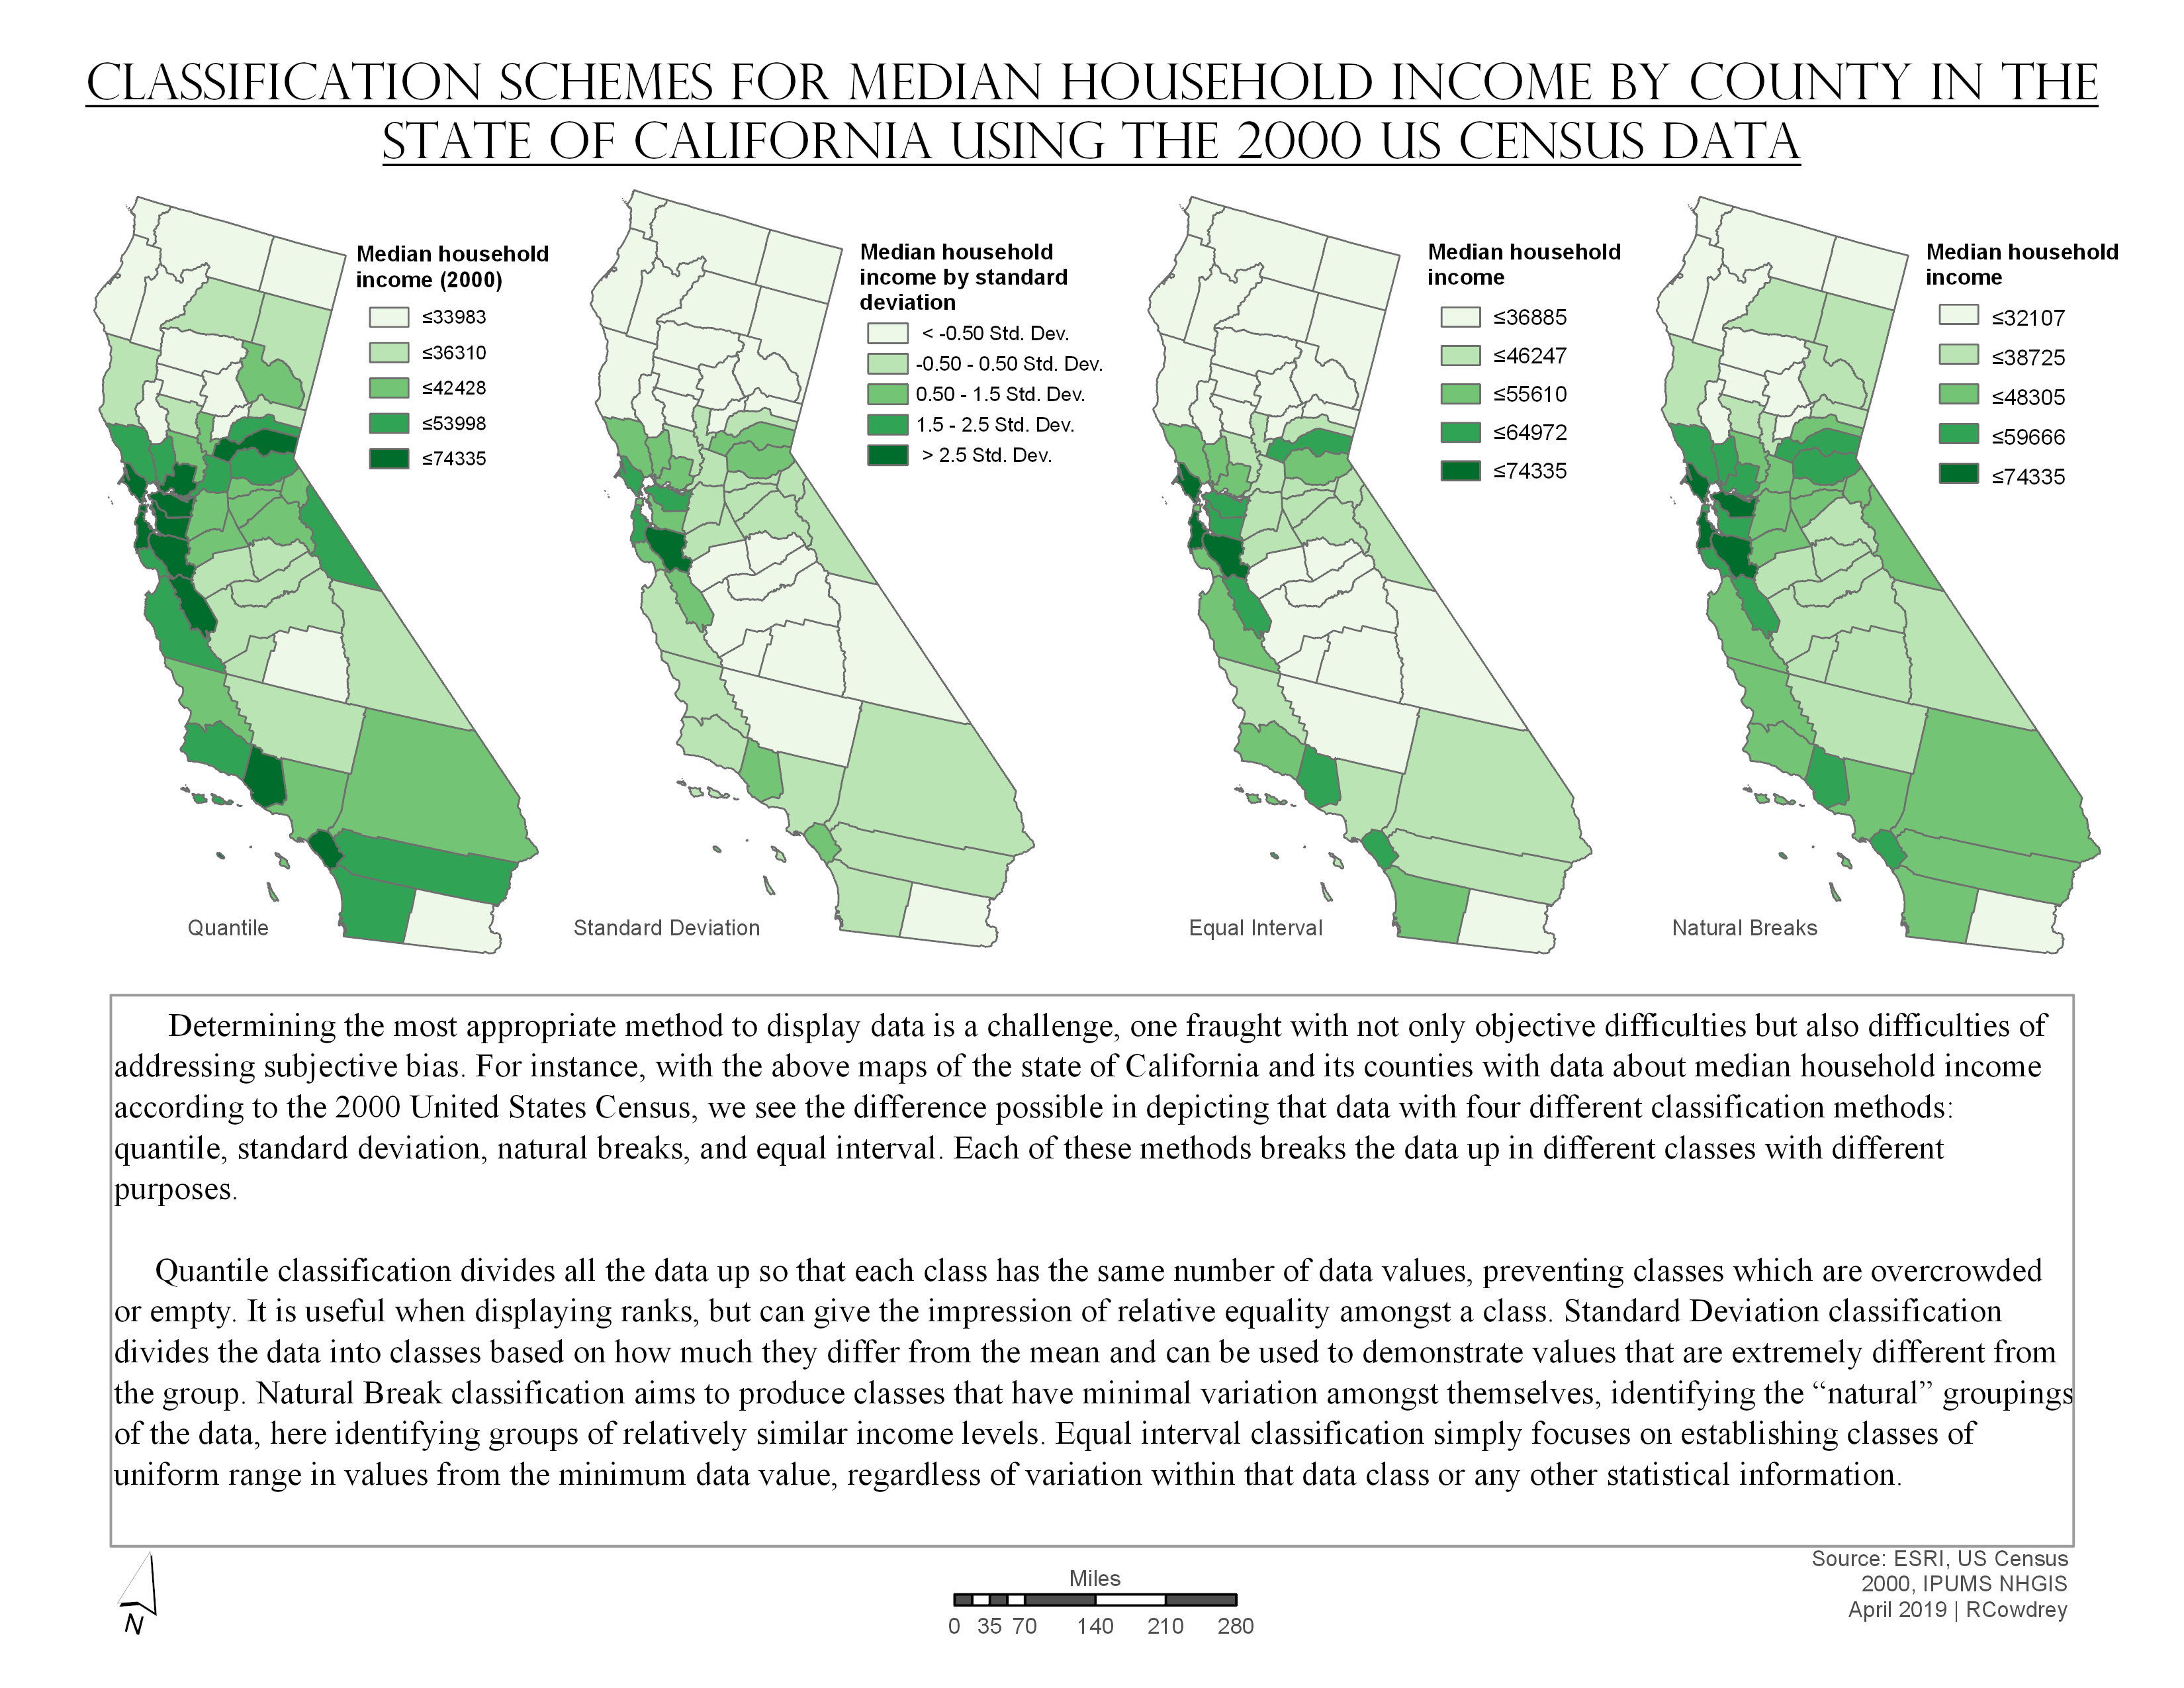 CLASSIFICATION SCHEMES FOR MEDIAN HOUSEHOLD INCOME BY COUNTY IN THE
STATE OF CALIFORNIA USING THE 2000 US CENSUS DATA
Median household
income (2000)
≤33983
≤36310
≤42428
≤53998
≤74335
Quantile
Median household
income by standard
deviation
< -0.50 Std. Dev.
-0.50 - 0.50 Std. Dev.
0.50 - 1.5 Std. Dev.
1.5 - 2.5 Std. Dev.
> 2.5 Std. Dev.
Standard Deviation
Median household
income
≤36885
≤46247
≤55610
≤64972
≤74335
Equal Interval
Median household
income
≤32107
≤38725
≤48305
≤59666
≤74335
Natural Breaks
Determining the most appropriate method to display data is a challenge, one fraught with not only objective difficulties but also difficulties of
addressing subjective bias. For instance, with the above maps of the state of California and its counties with data about median household income
according to the 2000 United States Census, we see the difference possible in depicting that data with four different classification methods:
quantile, standard deviation, natural breaks, and equal interval. Each of these methods breaks the data up in different classes with different
purposes.
Quantile classification divides all the data up so that each class has the same number of data values, preventing classes which are overcrowded
or empty. It is useful when displaying ranks, but can give the impression of relative equality amongst a class. Standard Deviation classification
divides the data into classes based on how much they differ from the mean and can be used to demonstrate values that are extremely different from
the group. Natural Break classification aims to produce classes that have minimal variation amongst themselves, identifying the “natural” groupings
of the data, here identifying groups of relatively similar income levels. Equal interval classification simply focuses on establishing classes of
uniform range in values from the minimum data value, regardless of variation within that data class or any other statistical information.
N
Miles
0 35 70 140 210 280
Source: ESRI, US Census
2000, IPUMS NHGIS
April 2019 | RCowdrey